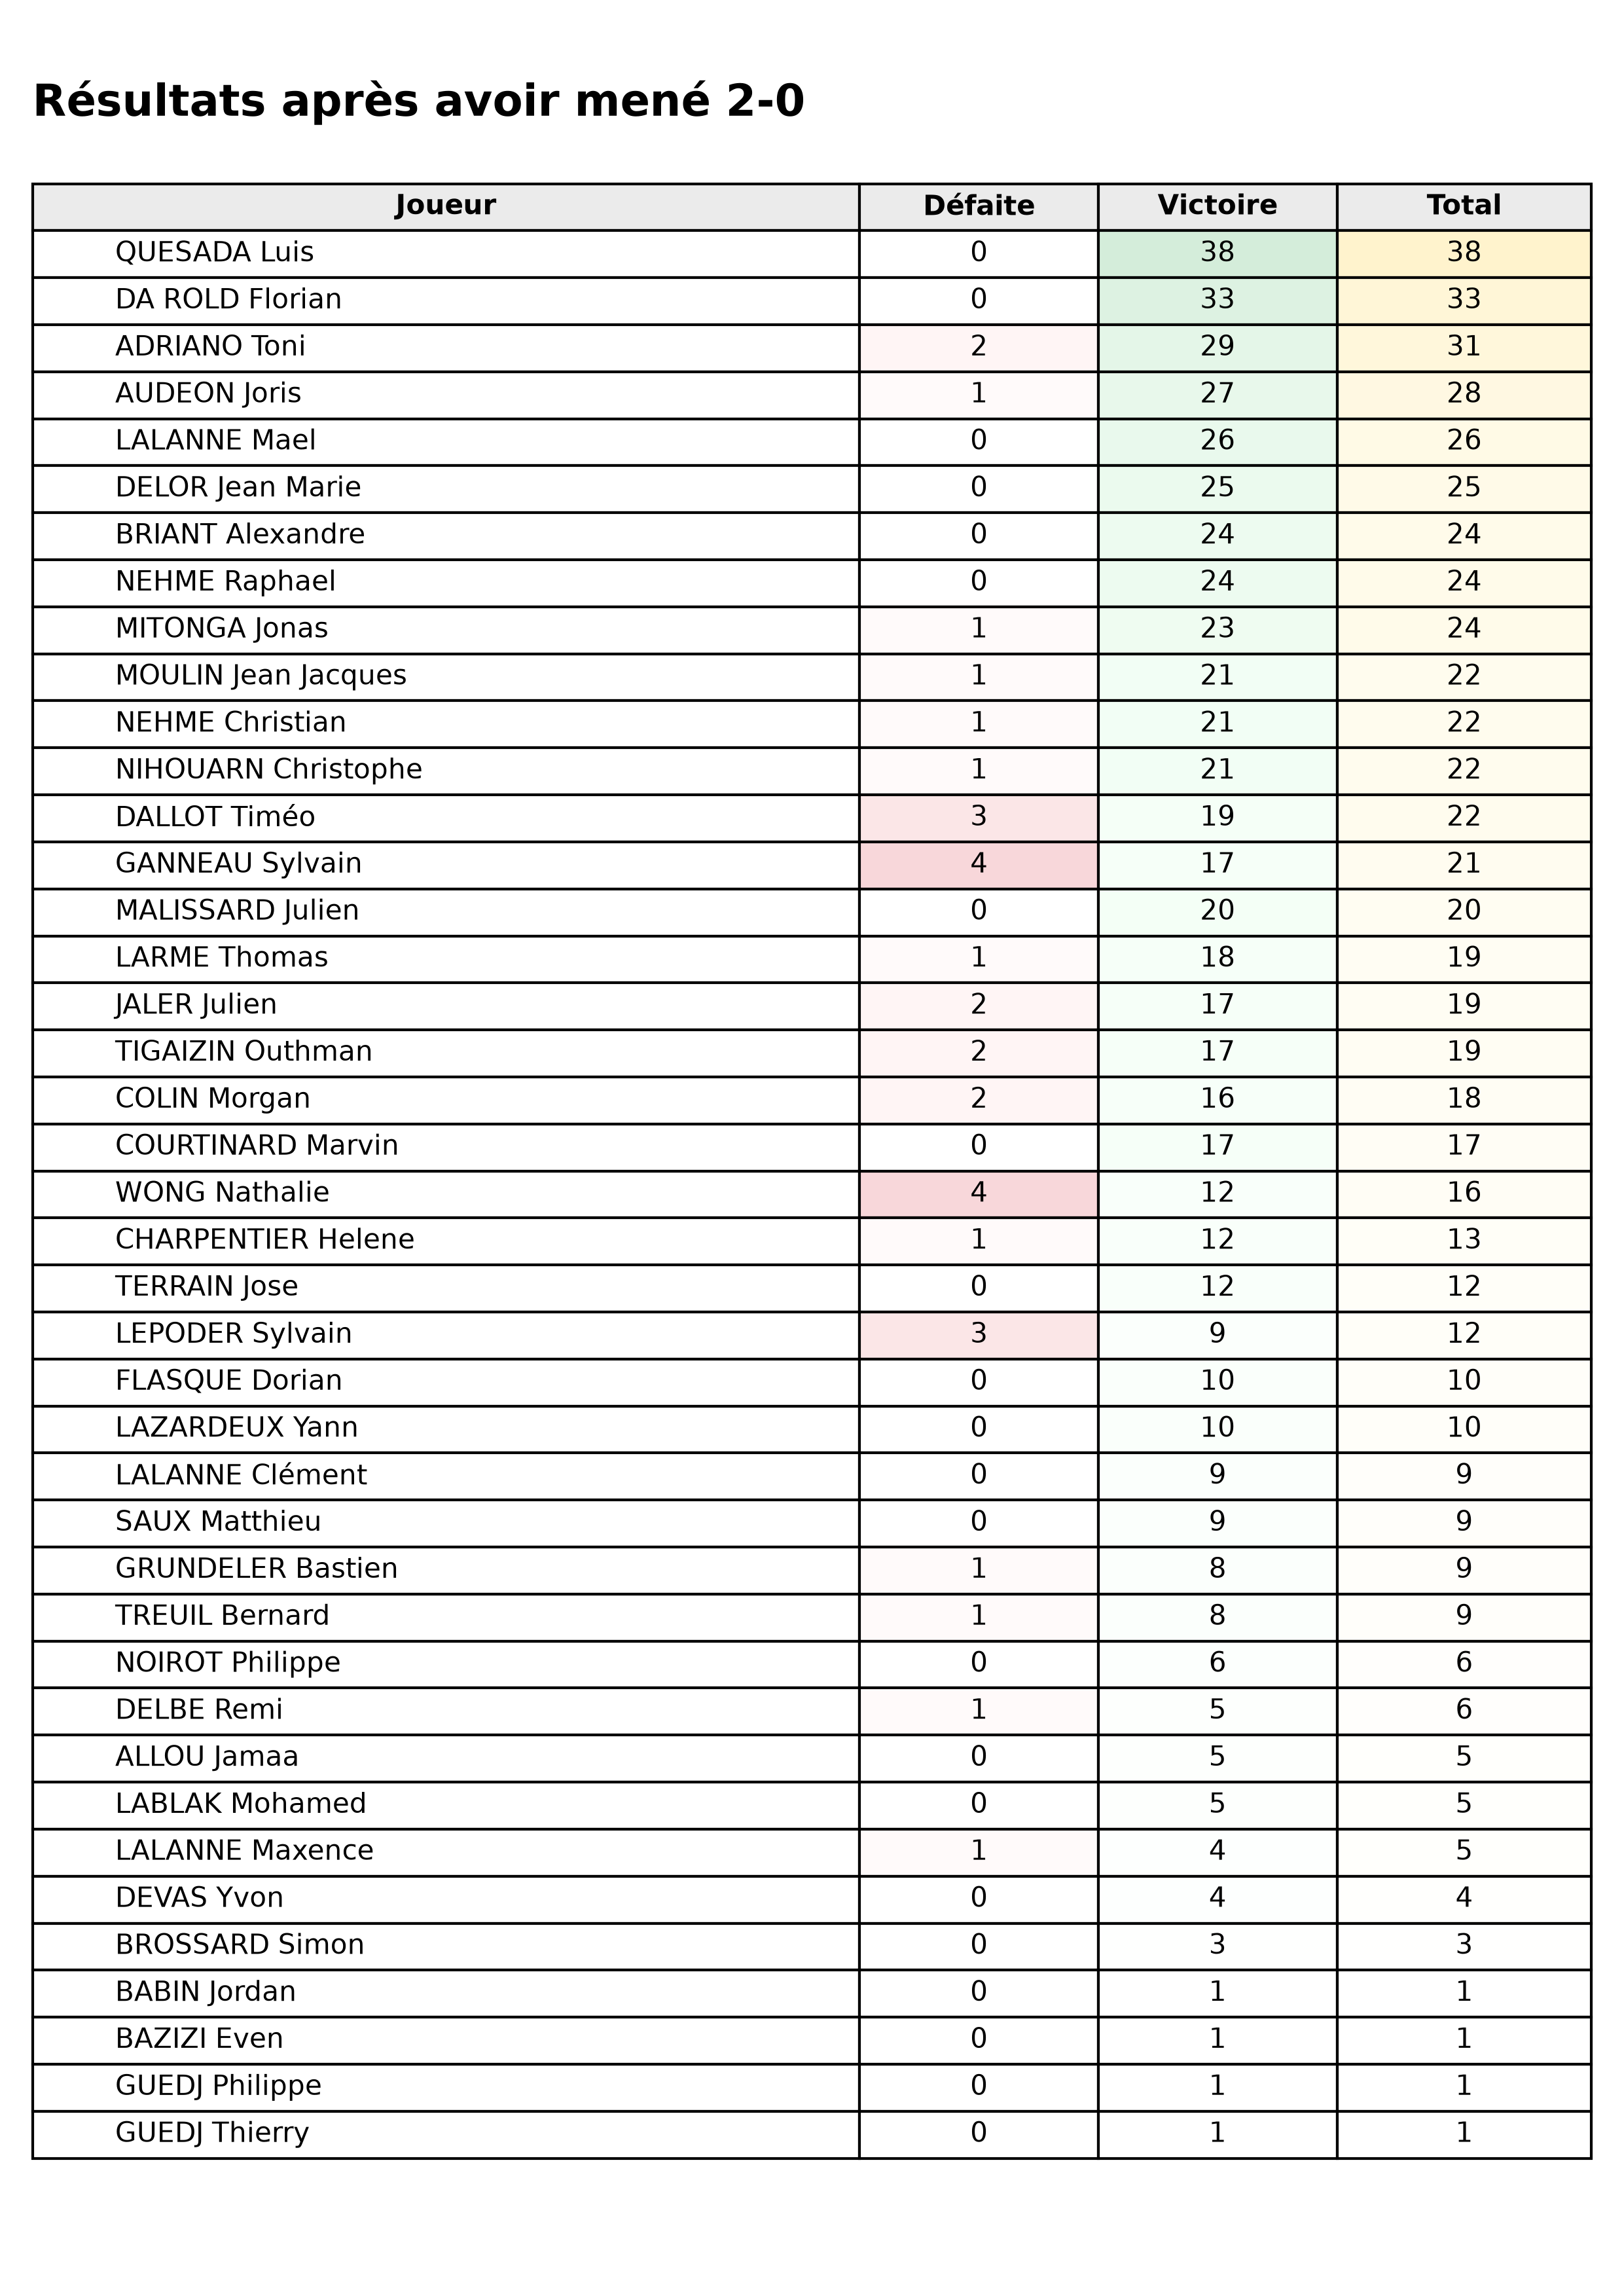 Résultats après avoir mené 2-0
Joueur Défaite Victoire Total
QUESADA Luis 0 38 38
DA ROLD Florian 0 33 33
ADRIANO Toni 2 29 31
AUDEON Joris 1 27 28
LALANNE Mael 0 26 26
DELOR Jean Marie 0 25 25
BRIANT Alexandre 0 24 24
NEHME Raphael 0 24 24
MITONGA Jonas 1 23 24
MOULIN Jean Jacques 1 21 22
NEHME Christian 1 21 22
NIHOUARN Christophe 1 21 22
DALLOT Timéo 3 19 22
GANNEAU Sylvain 4 17 21
MALISSARD Julien 0 20 20
LARME Thomas 1 18 19
JALER Julien 2 17 19
TIGAIZIN Outhman 2 17 19
COLIN Morgan 2 16 18
COURTINARD Marvin 0 17 17
WONG Nathalie 4 12 16
CHARPENTIER Helene 1 12 13
TERRAIN Jose 0 12 12
LEPODER Sylvain 3 9 12
FLASQUE Dorian 0 10 10
LAZARDEUX Yann 0 10 10
LALANNE Clément 0 9 9
SAUX Matthieu 0 9 9
GRUNDELER Bastien 1 8 9
TREUIL Bernard 1 8 9
NOIROT Philippe 0 6 6
DELBE Remi 1 5 6
ALLOU Jamaa 0 5 5
LABLAK Mohamed 0 5 5
LALANNE Maxence 1 4 5
DEVAS Yvon 0 4 4
BROSSARD Simon 0 3 3
BABIN Jordan 0 1 1
BAZIZI Even 0 1 1
GUEDJ Philippe 0 1 1
GUEDJ Thierry 0 1 1